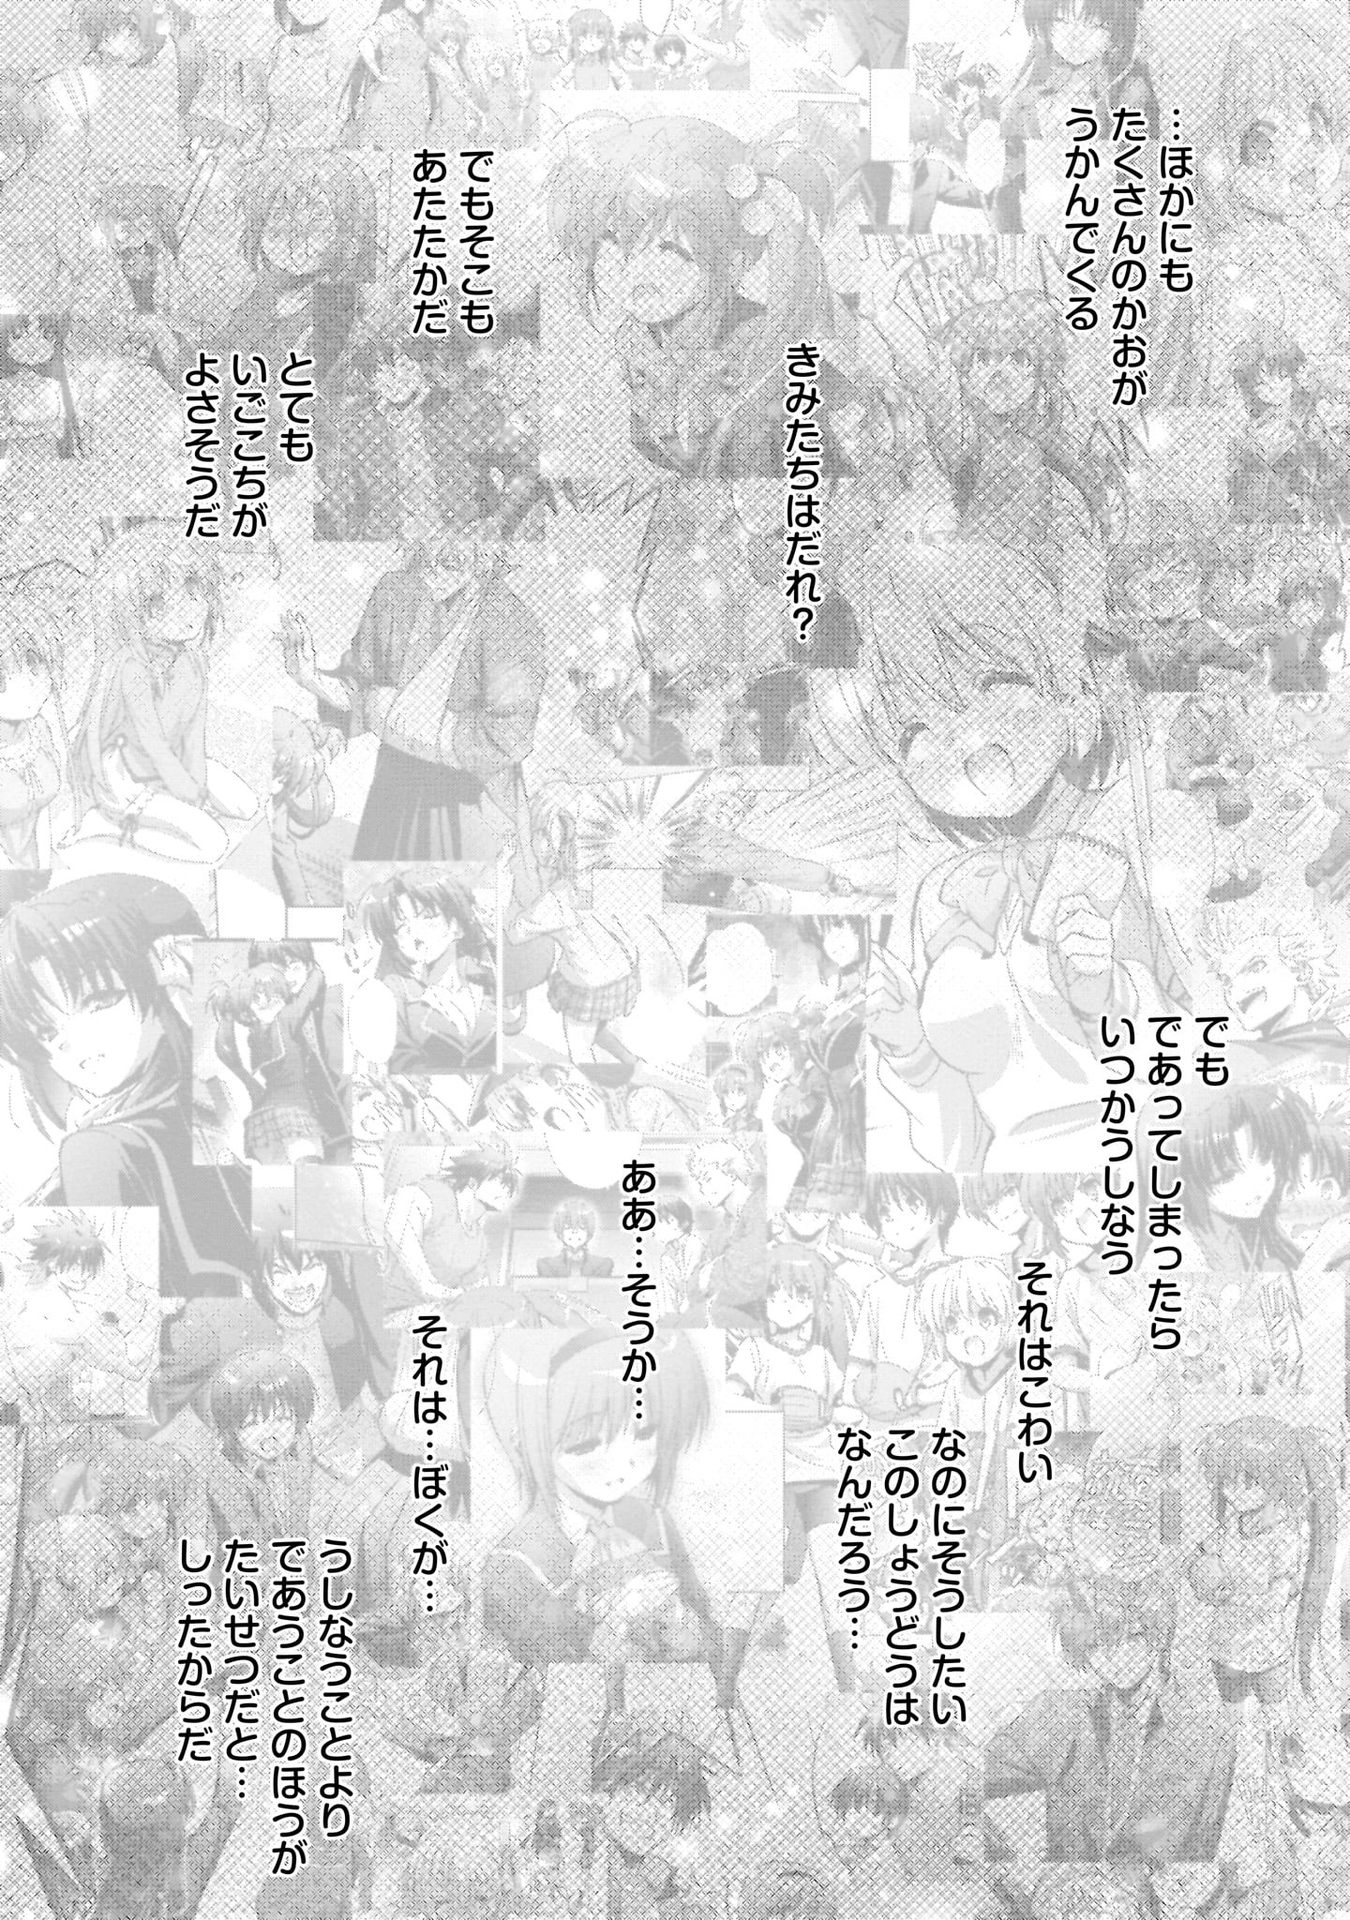 …ほかにも
たくさんのかおが
うかんでくる
きみたちはだれ？
でもそこも
あたたかだ
とても
いごこちが
よさそうだ
でも
であってしまったら
いつかうしなう
それはこわい
なのにそうしたい
このしょうどうは
なんだろう…
ああ…そうか…
それは…ぼくが…
うしなうことより
であうことのほうが
たいせつだと…
しったからだ